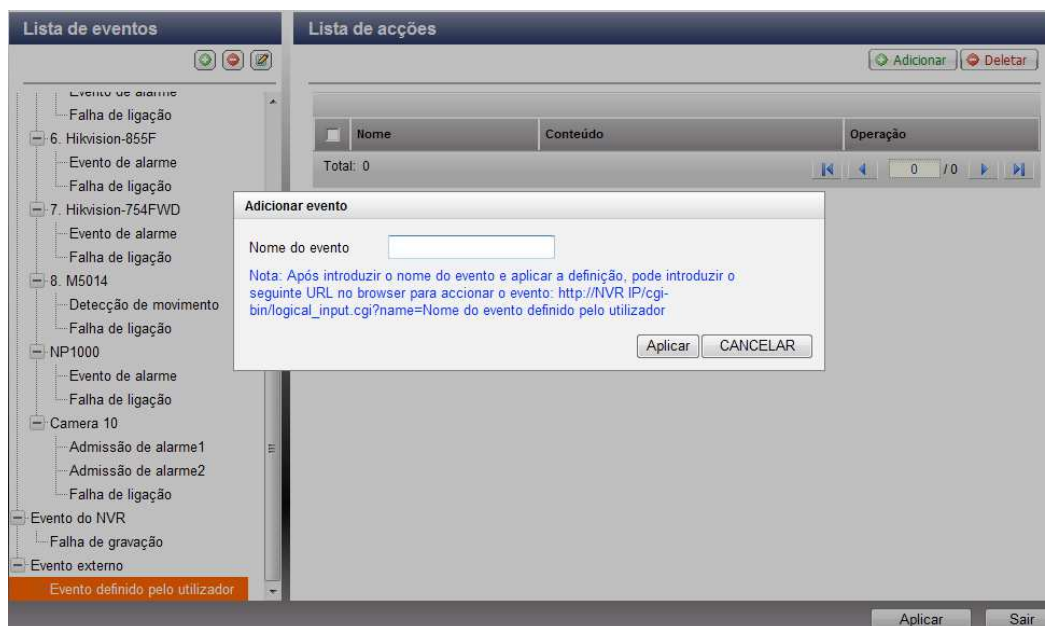 Lista de eventos
Lista de acções
Adicionar
Deletar
Evento de alarme
Falha de ligação
6. Hikvision-855F
Evento de alarme
Falha de ligação
7. Hikvision-754FWD
Evento de alarme
Falha de ligação
8. M5014
Detecção de movimento
Falha de ligação
NP1000
Evento de alarme
Falha de ligação
Camera 10
Admissão de alarme1
Admissão de alarme2
Falha de ligação
Evento do NVR
Falha de gravação
Evento externo
Evento definido pelo utilizador
Nome Conteúdo Operação
Total: 0 0 / 0
Adicionar evento
Nome do evento
Nota: Após introduzir o nome do evento e aplicar a definição, pode introduzir o
seguinte URL no browser para accionar o evento: http://NVR IP/cgi-
bin/logical_input.cgi?name=Nome do evento definido pelo utilizador
Aplicar CANCELAR
Aplicar Sair